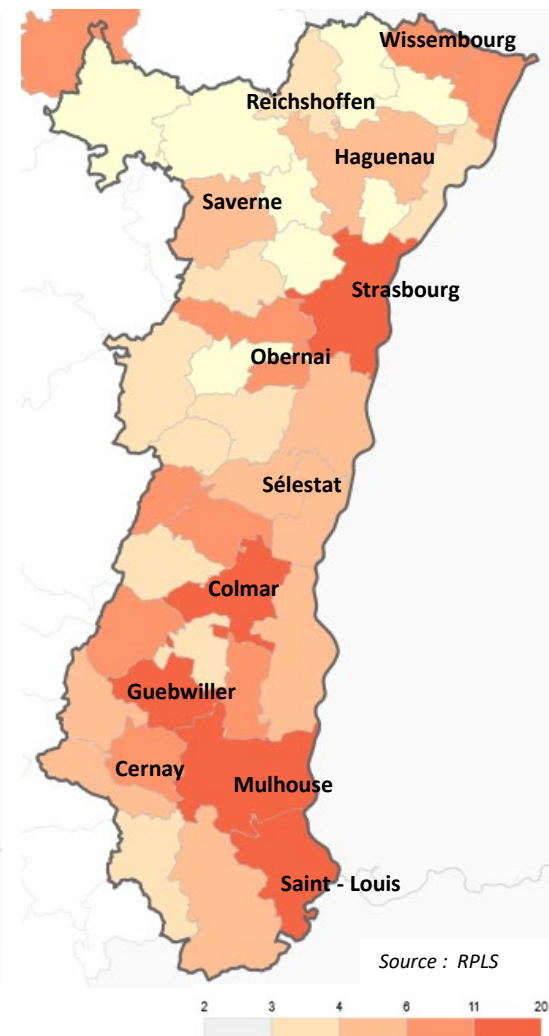 Wissembourg
Reichshoffen
Haguenau
Saverne
Strasbourg
Obernai
Sélestat
Colmar
Guebwiller
Cernay
Mulhouse
Saint - Louis
Source : RPLS
2 3 4 6 11 20